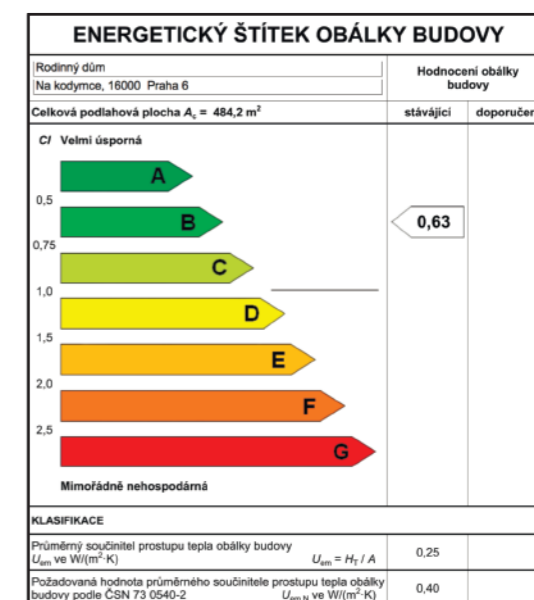 ENERGETICKÝ ŠTÍTEK OBÁLKY BUDOVY
Rodinný dům
Na kodymce, 16000 Praha 6
Hodnocení obálky
budovy
Celková podlahová plocha Ac = 484,2 m²
stávající
doporučen
CI Velmi úsporná
A
0,5
B
0,63
0,75
C
1,0
D
1,5
E
2,0
F
2,5
G
Mimořádně nehospodárná
KLASIFIKACE
Průměrný součinitel prostupu tepla obálky budovy
Uem ve W/(m²·K) Uem = HT / A
0,25
Požadovaná hodnota průměrného součinitele prostupu tepla obálky
budovy podle ČSN 73 0540-2 Uem,N ve W/(m²·K)
0,40